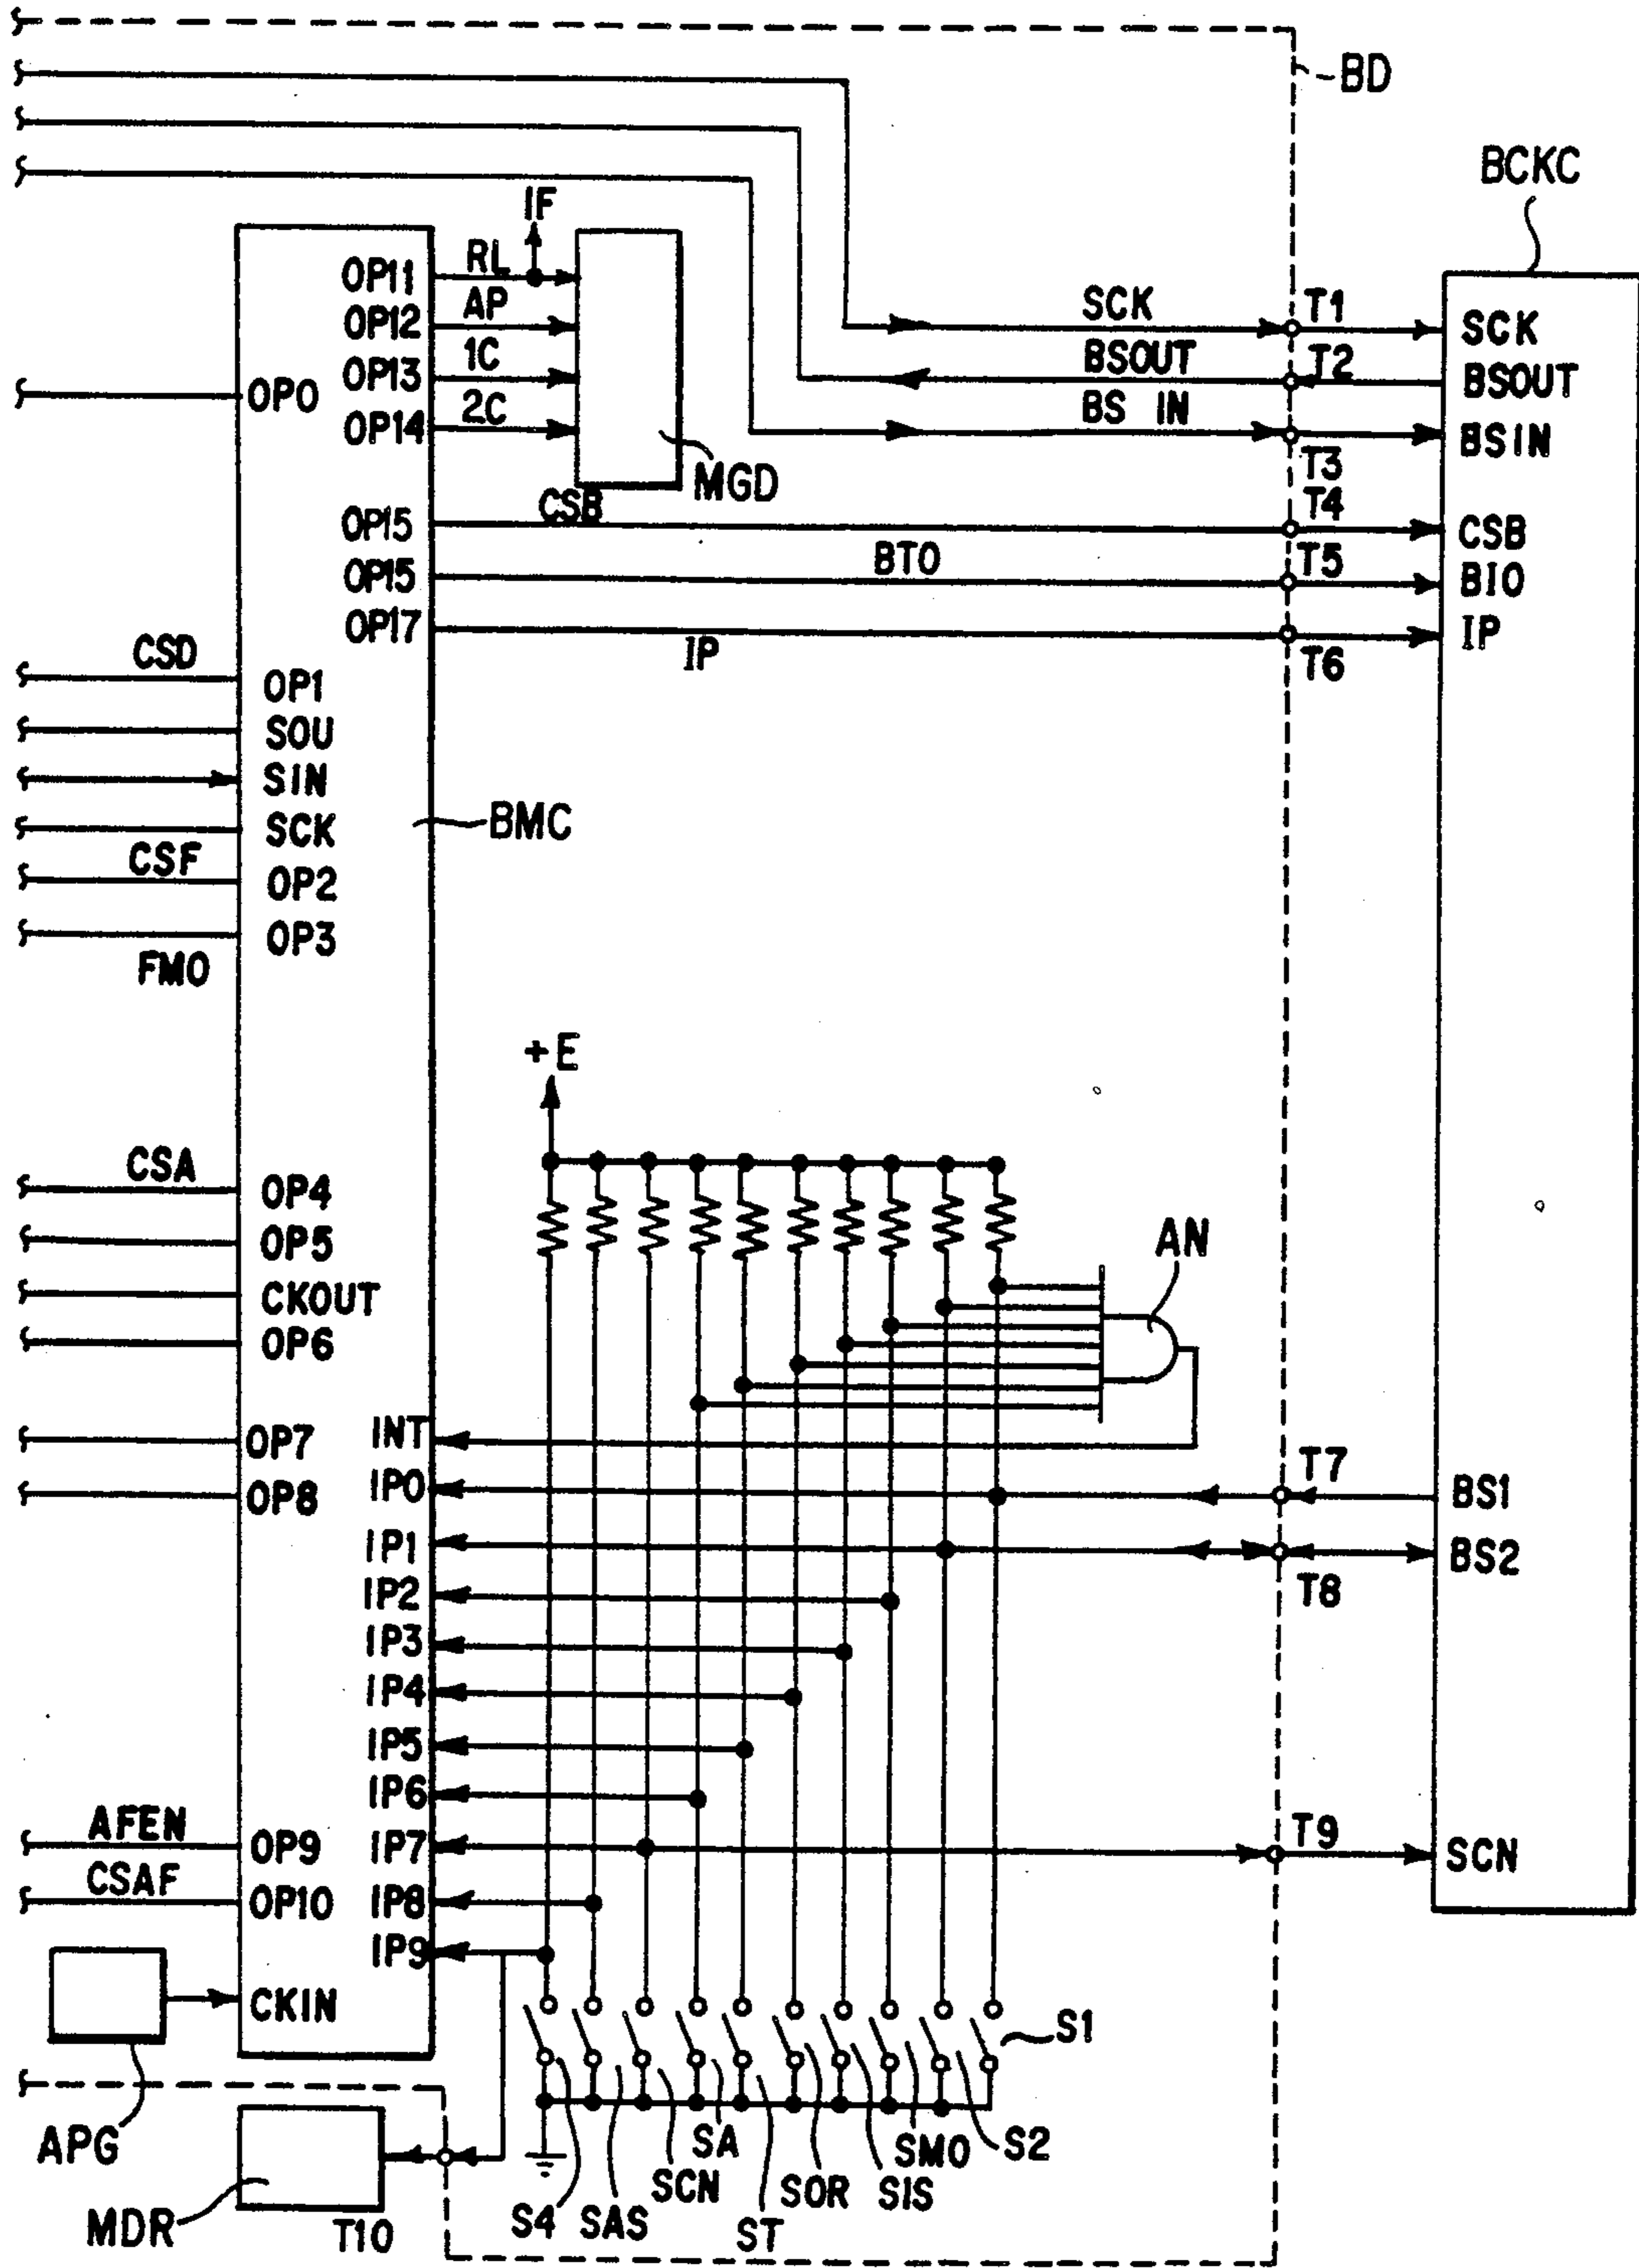 BD
BCKC
IF
OP11 RL
OP12 AP
OP13 1C
OP14 2C
OP0
MGD
SCK T1 SCK
BSOUT T2 BSOUT
BS IN T3 BSIN
OP15 CSB T4 CSB
OP15 BTO T5 BIO
OP17 IP T6 IP
CSD OP1
SOU
SIN
SCK
BMC
CSF OP2
OP3
FMO
+E
CSA OP4
OP5
CKOUT
OP6
AN
OP7 INT
OP8 IP0 T7 BS1
IP1 T8 BS2
IP2
IP3
IP4
IP5
IP6
AFEN OP9 IP7 T9 SCN
CSAF OP10 IP8
IP9
CKIN
S1
APG
MDR
T10
S4 SAS SCN SA ST SOR SIS SMO S2